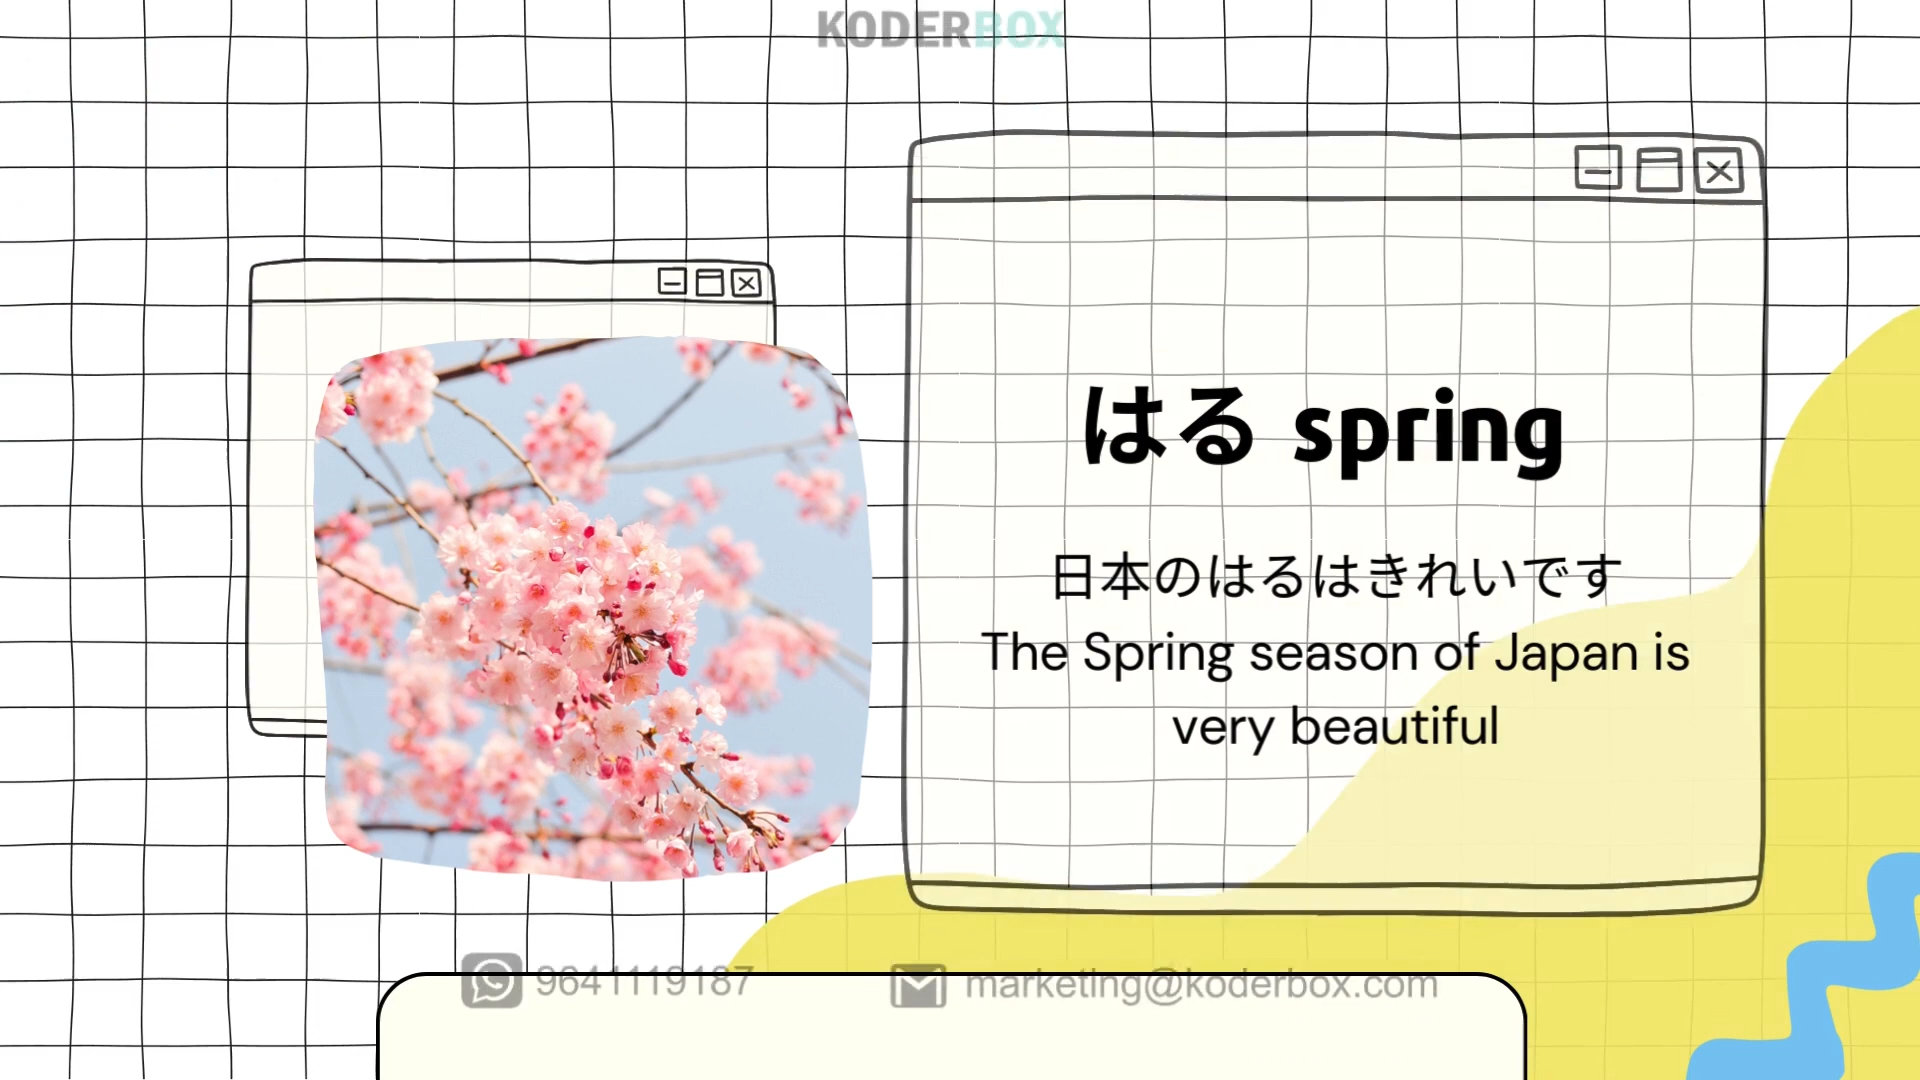 KODERBOX
はる spring
日本のはるはきれいです
The Spring season of Japan is
very beautiful
9641119187
marketing@koderbox.com